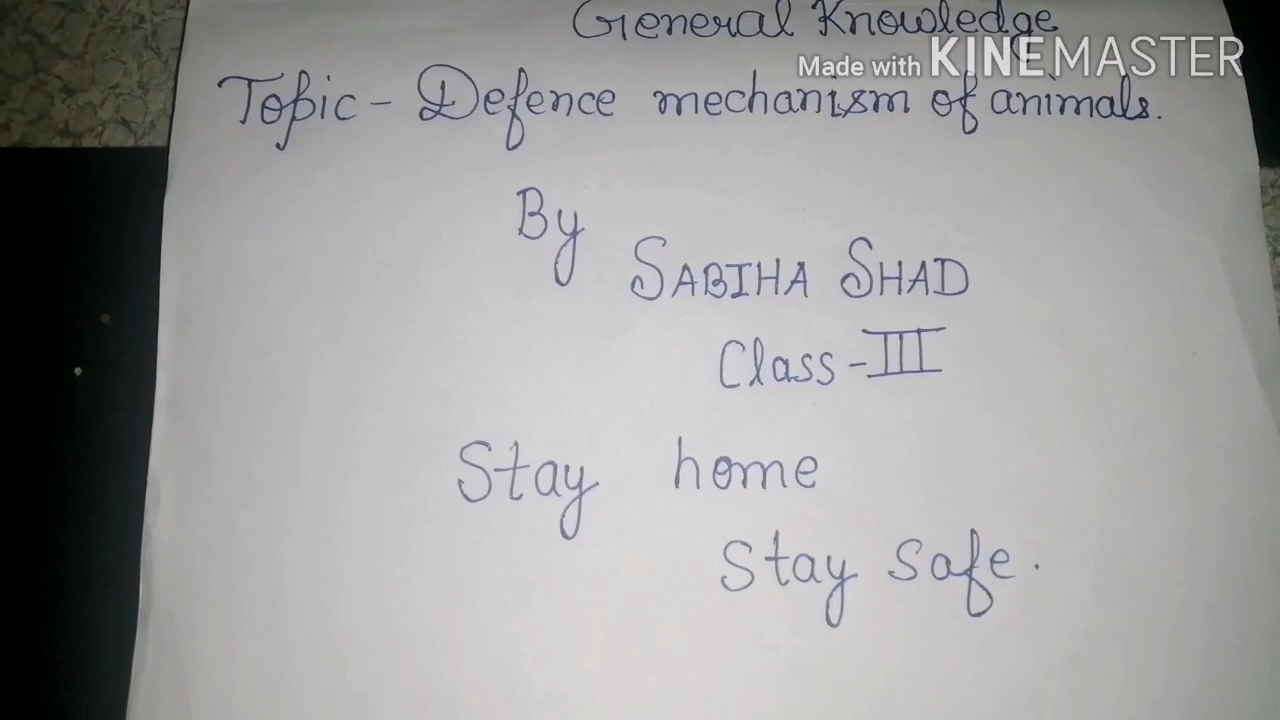 General Knowledge
Made with KINEMASTER
Topic - Defence mechanism of animals.
By
SABIHA SHAD
Class - III
Stay home
Stay safe.